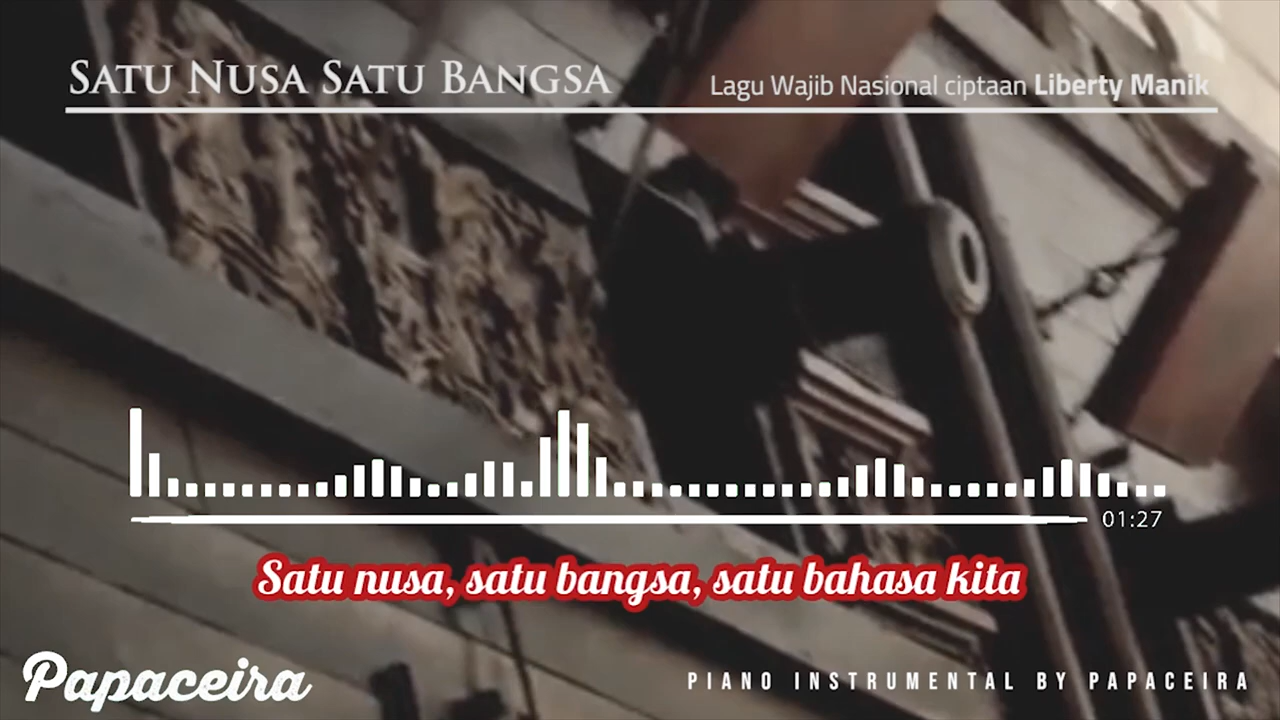 Satu Nusa Satu Bangsa
Lagu Wajib Nasional ciptaan Liberty Manik
01:27
Satu nusa, satu bangsa, satu bahasa kita
Papaceira
PIANO INSTRUMENTAL BY PAPACEIRA